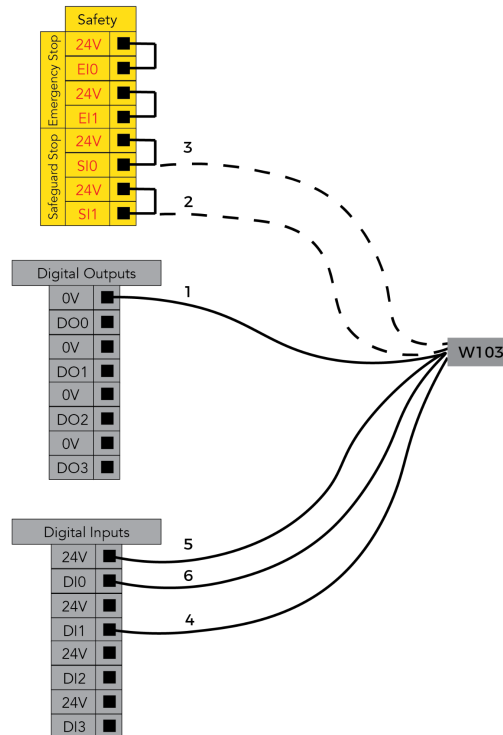 Safety
Emergency Stop
24V
EI0
24V
EI1
Safeguard Stop
24V
SI0
24V
SI1
3
2
Digital Outputs
0V
DO0
0V
DO1
0V
DO2
0V
DO3
1
W103
Digital Inputs
24V
DI0
24V
DI1
24V
DI2
24V
DI3
5
6
4